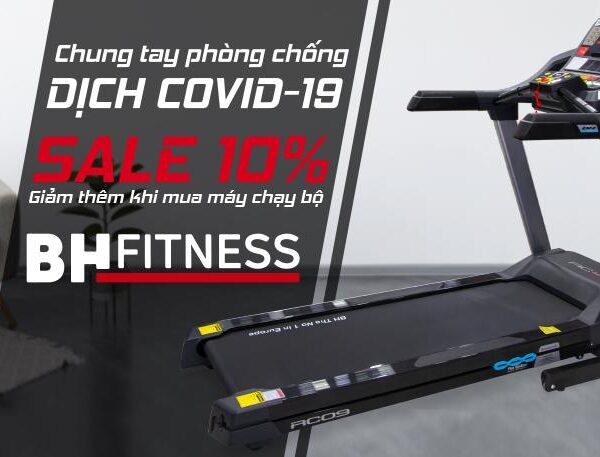 Chung tay phòng chống
DỊCH COVID-19
SALE 10%
Giảm thêm khi mua máy chạy bộ
BH FITNESS
BH The No 1 In Europe
RC09